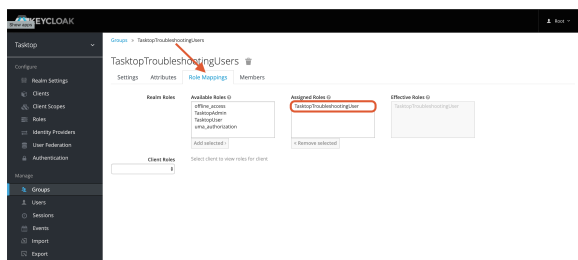 KEYCLOAK
Show apps
Root
Tasktop
Groups > TasktopTroubleshootingUsers
TasktopTroubleshootingUsers
Settings Attributes Role Mappings Members
Configure
Realm Settings
Clients
Client Scopes
Roles
Identity Providers
User Federation
Authentication
Manage
Groups
Users
Sessions
Events
Import
Export
Realm Roles
Available Roles
offline_access
TasktopAdmin
TasktopUser
uma_authorization
Add selected »
Assigned Roles
TasktopTroubleshootingUser
« Remove selected
Effective Roles
TasktopTroubleshootingUser
Client Roles
Select client to view roles for client